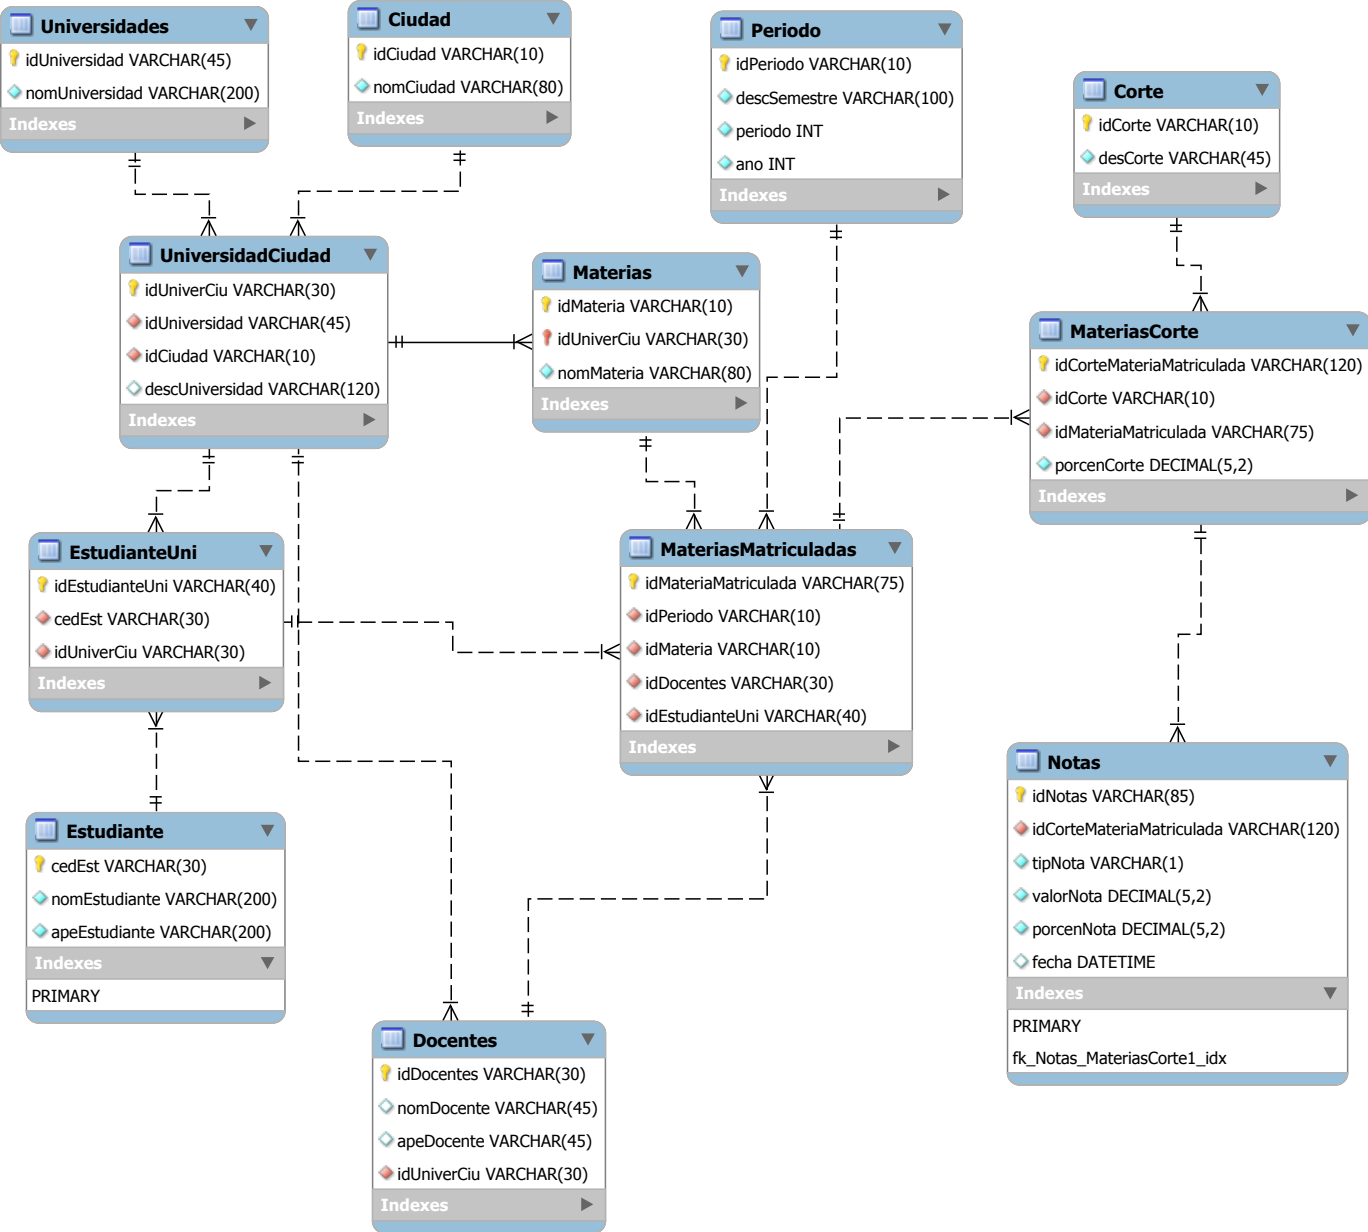 Universidades
idUniversidad VARCHAR(45)
nomUniversidad VARCHAR(200)
Indexes
Ciudad
idCiudad VARCHAR(10)
nomCiudad VARCHAR(80)
Indexes
Periodo
idPeriodo VARCHAR(10)
descSemestre VARCHAR(100)
periodo INT
ano INT
Indexes
Corte
idCorte VARCHAR(10)
desCorte VARCHAR(45)
Indexes
UniversidadCiudad
idUniverCiu VARCHAR(30)
idUniversidad VARCHAR(45)
idCiudad VARCHAR(10)
descUniversidad VARCHAR(120)
Indexes
Materias
idMateria VARCHAR(10)
idUniverCiu VARCHAR(30)
nomMateria VARCHAR(80)
Indexes
MateriasCorte
idCorteMateriaMatriculada VARCHAR(120)
idCorte VARCHAR(10)
idMateriaMatriculada VARCHAR(75)
porcenCorte DECIMAL(5,2)
Indexes
EstudianteUni
idEstudianteUni VARCHAR(40)
cedEst VARCHAR(30)
idUniverCiu VARCHAR(30)
Indexes
MateriasMatriculadas
idMateriaMatriculada VARCHAR(75)
idPeriodo VARCHAR(10)
idMateria VARCHAR(10)
idDocentes VARCHAR(30)
idEstudianteUni VARCHAR(40)
Indexes
Estudiante
cedEst VARCHAR(30)
nomEstudiante VARCHAR(200)
apeEstudiante VARCHAR(200)
Indexes
PRIMARY
Notas
idNotas VARCHAR(85)
idCorteMateriaMatriculada VARCHAR(120)
tipNota VARCHAR(1)
valorNota DECIMAL(5,2)
porcenNota DECIMAL(5,2)
fecha DATETIME
Indexes
PRIMARY
fk_Notas_MateriasCorte1_idx
Docentes
idDocentes VARCHAR(30)
nomDocente VARCHAR(45)
apeDocente VARCHAR(45)
idUniverCiu VARCHAR(30)
Indexes